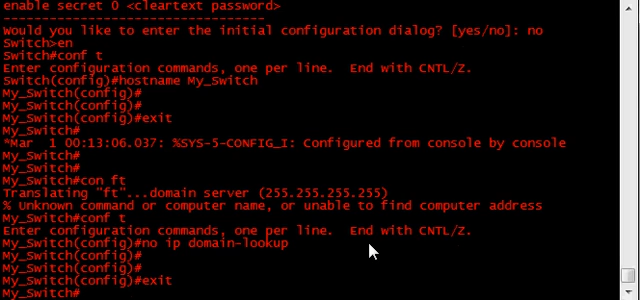 enable secret 0 <cleartext password>
----------------------------------
Would you like to enter the initial configuration dialog? [yes/no]: no
Switch>en
Switch#conf t
Enter configuration commands, one per line.  End with CNTL/Z.
Switch(config)#hostname My_Switch
My_Switch(config)#
My_Switch(config)#
My_Switch(config)#exit
My_Switch#
*Mar  1 00:13:06.037: %SYS-5-CONFIG_I: Configured from console by console
My_Switch#
My_Switch#
My_Switch#con ft
Translating "ft"...domain server (255.255.255.255)
% Unknown command or computer name, or unable to find computer address
My_Switch#conf t
Enter configuration commands, one per line.  End with CNTL/Z.
My_Switch(config)#no ip domain-lookup
My_Switch(config)#
My_Switch(config)#
My_Switch(config)#exit
My_Switch#